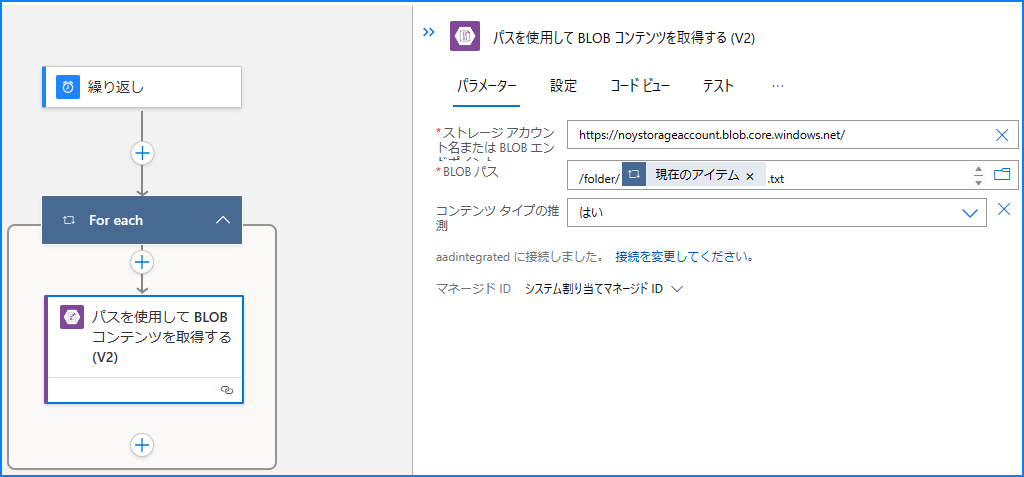 繰り返し
For each
パスを使用して BLOB
コンテンツを取得する
(V2)
パスを使用して BLOB コンテンツを取得する (V2)
パラメーター 設定 コード ビュー テスト ...
*ストレージ アカウン
ト名または BLOB エン
https://noystorageaccount.blob.core.windows.net/
*BLOB パス
/folder/ 現在のアイテム × .txt
コンテンツ タイプの推
測
はい
aadintegrated に接続しました。 接続を変更してください。
マネージド ID システム割り当てマネージド ID